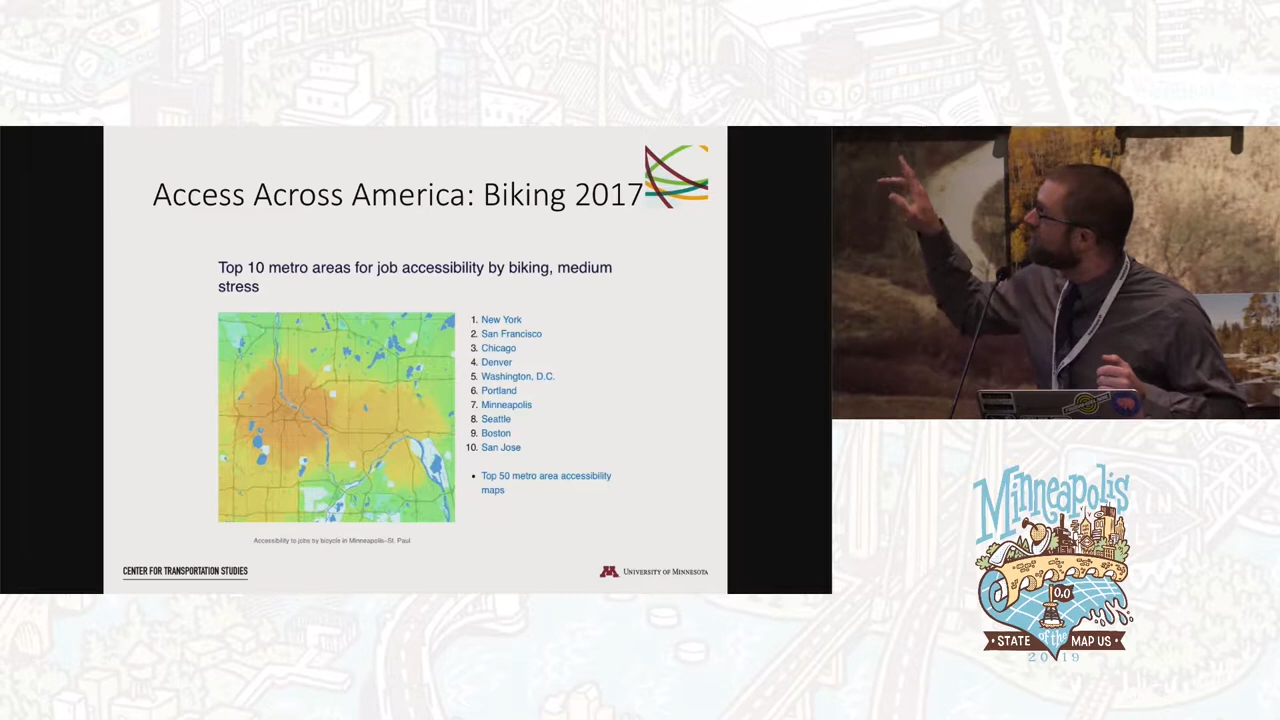 FLOUR
Access Across America: Biking 2017
Top 10 metro areas for job accessibility by biking, medium
stress
1. New York
2. San Francisco
3. Chicago
4. Denver
5. Washington, D.C.
6. Portland
7. Minneapolis
8. Seattle
9. Boston
10. San Jose
• Top 50 metro area accessibility
maps
Accessibility to jobs by bicycle in Minneapolis–St. Paul
CENTER FOR TRANSPORTATION STUDIES
M UNIVERSITY OF MINNESOTA
Minneapolis
0,0
• STATE of the MAP US •
2019